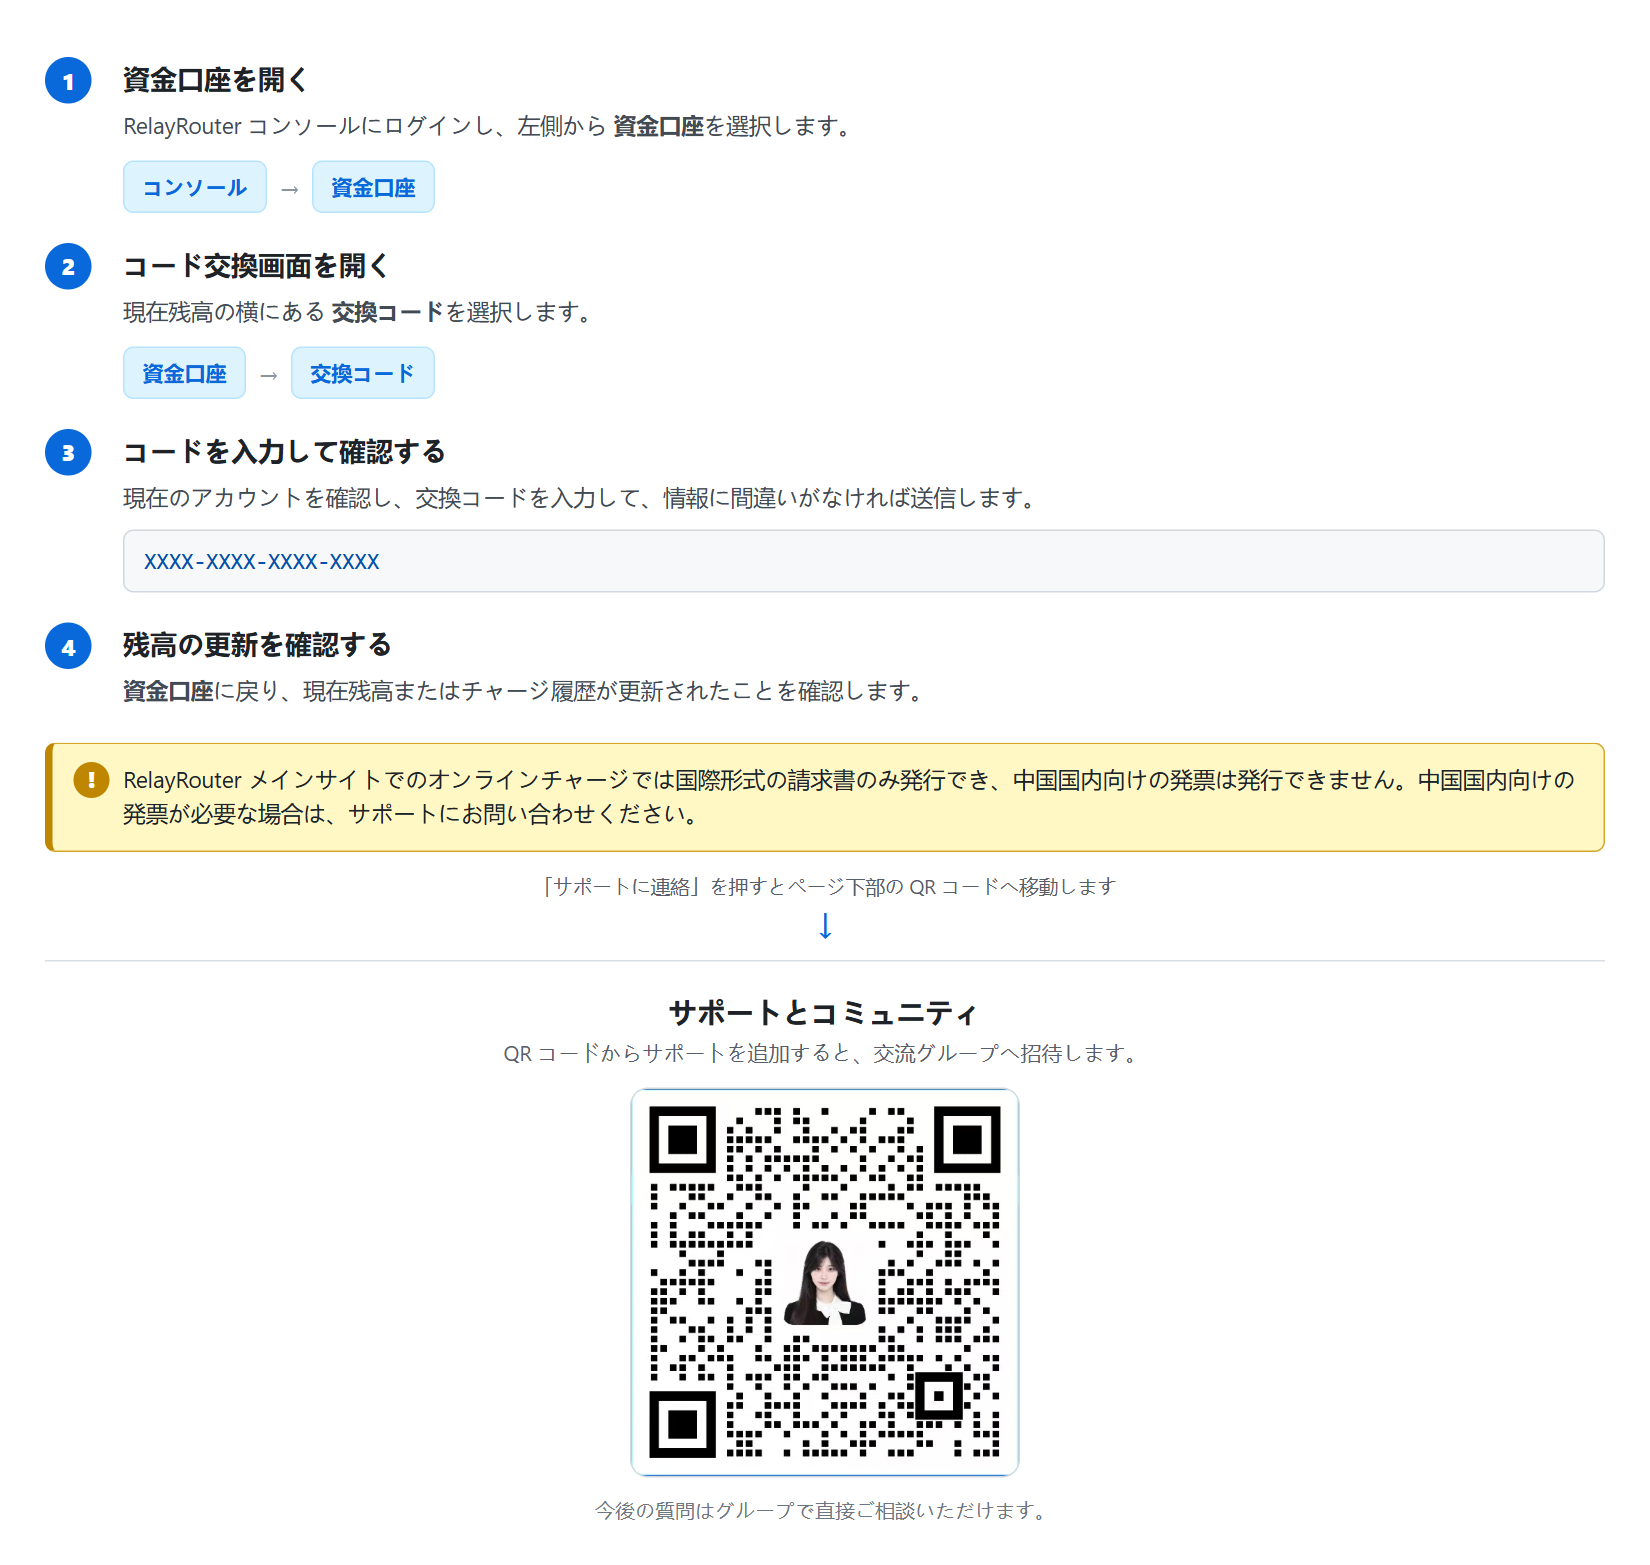 1
資金口座を開く
RelayRouter コンソールにログインし、左側から 資金口座を選択します。
コンソール → 資金口座
2
コード交換画面を開く
現在残高の横にある 交換コードを選択します。
資金口座 → 交換コード
3
コードを入力して確認する
現在のアカウントを確認し、交換コードを入力して、情報に間違いがなければ送信します。
XXXX-XXXX-XXXX-XXXX
4
残高の更新を確認する
資金口座に戻り、現在残高またはチャージ履歴が更新されたことを確認します。
! RelayRouter メインサイトでのオンラインチャージでは国際形式の請求書のみ発行でき、中国国内向けの発票は発行できません。中国国内向けの
発票が必要な場合は、サポートにお問い合わせください。
「サポートに連絡」を押すとページ下部の QR コードへ移動します
↓
サポートとコミュニティ
QR コードからサポートを追加すると、交流グループへ招待します。
今後の質問はグループで直接ご相談いただけます。